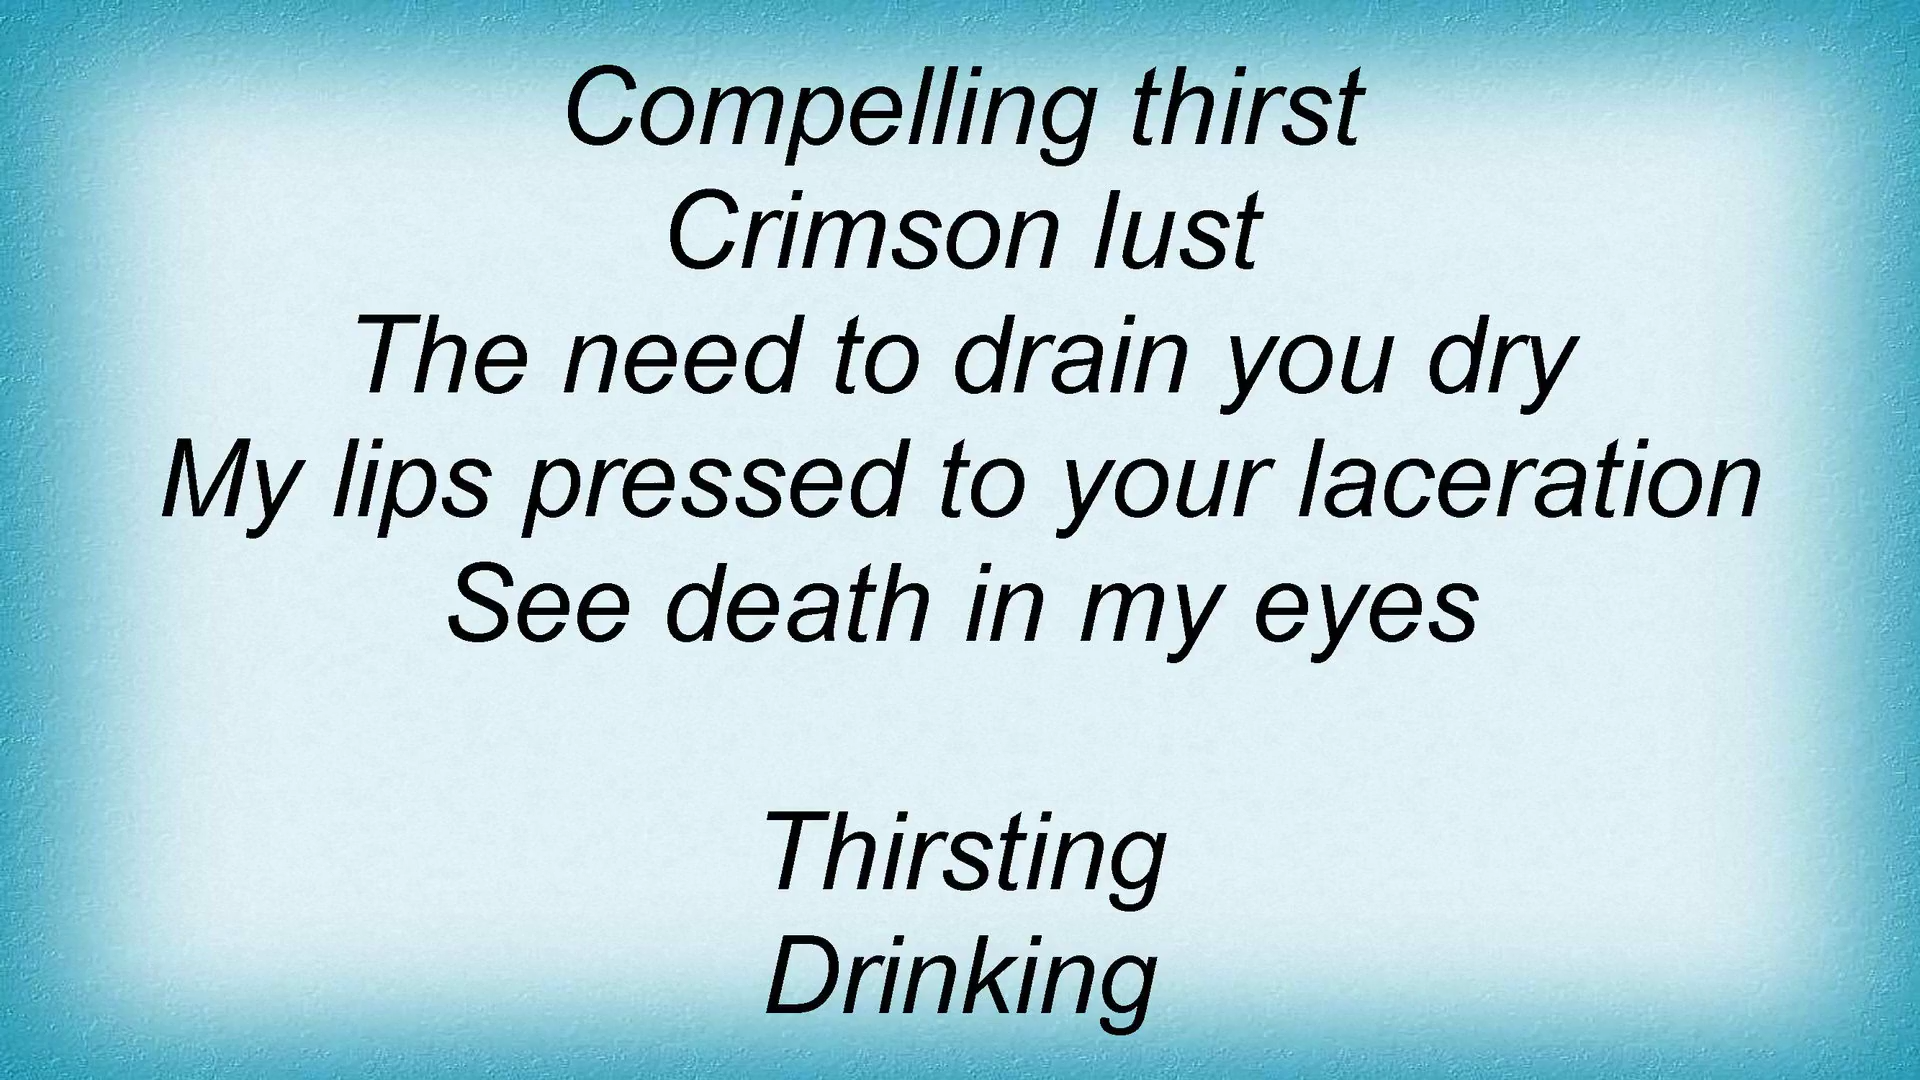 Compelling thirst
Crimson lust
The need to drain you dry
My lips pressed to your laceration
See death in my eyes
Thirsting
Drinking